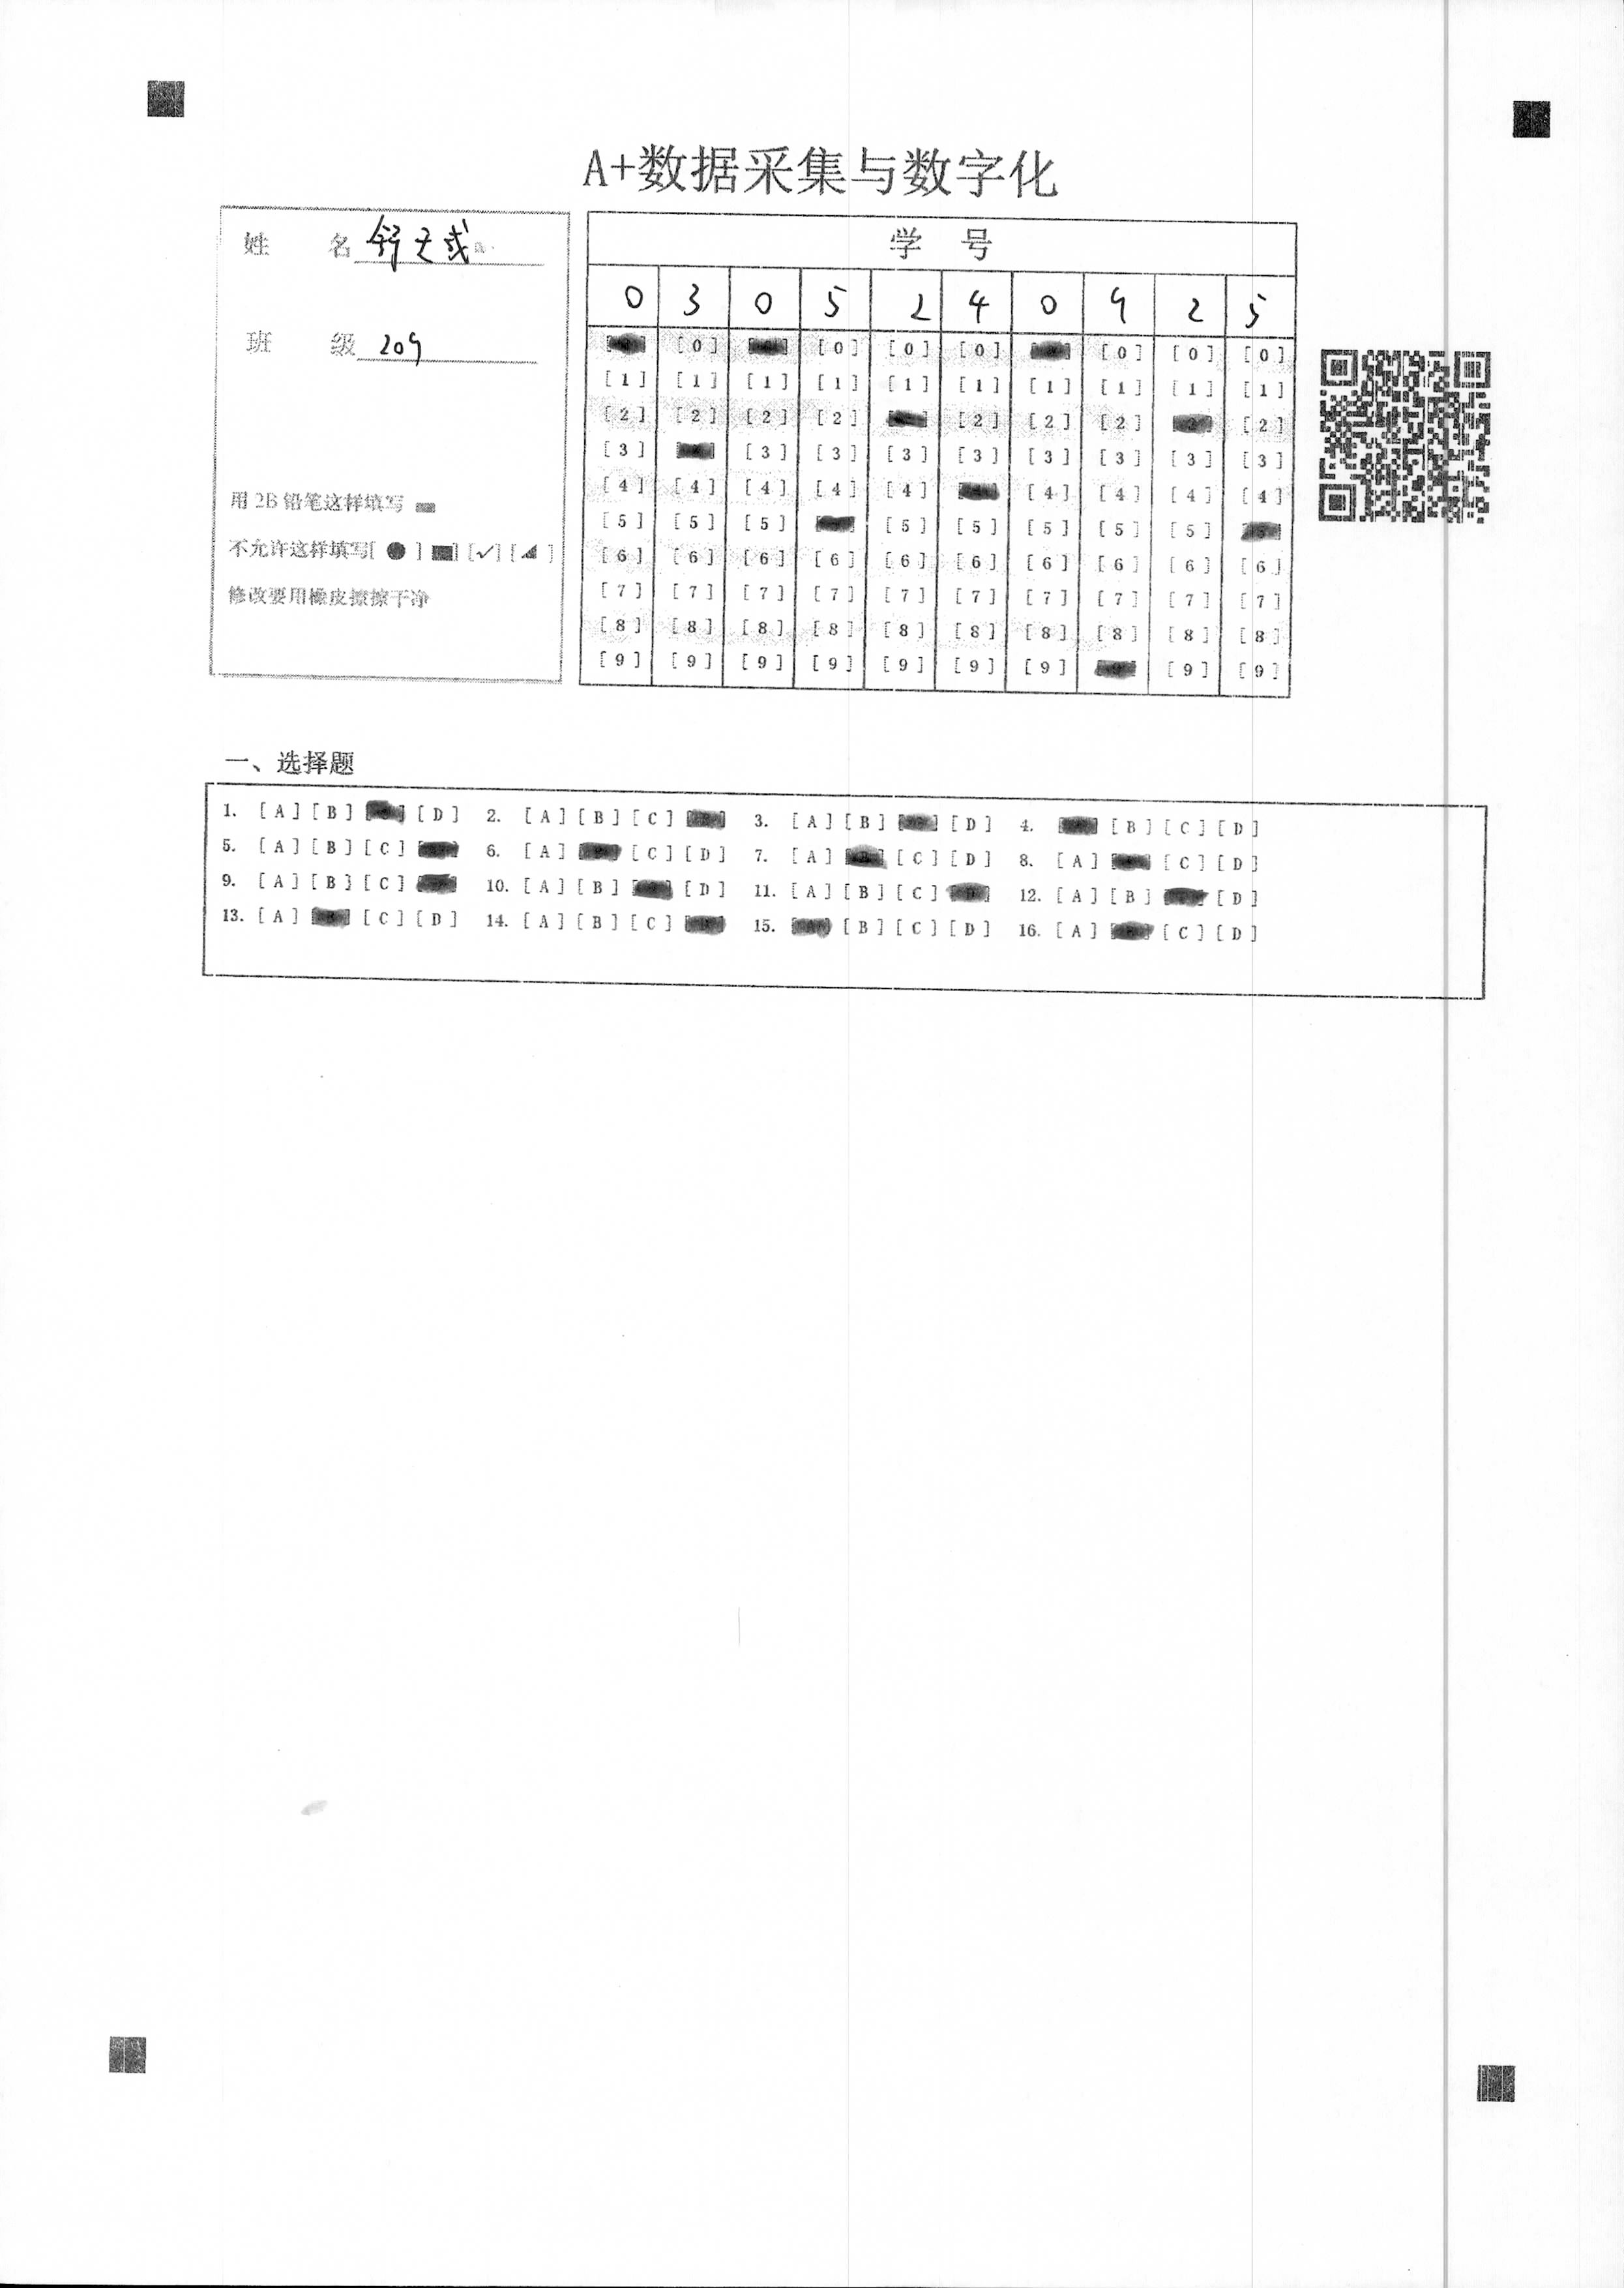 A+数据采集与数字化
姓 名 舒天彧
班 级 209
用2B铅笔这样填写
不允许这样填写[ ● ] [■] [✓] [◢ ]
修改要用橡皮擦擦干净
学 号
0 3 0 5 2 4 0 9 2 5
[0] [0] [0] [0] [0] [0] [0]
[1] [1] [1] [1] [1] [1] [1] [1] [1] [1]
[2] [2] [2] [2] [2] [2] [2] [2]
[3] [3] [3] [3] [3] [3] [3] [3] [3]
[4] [4] [4] [4] [4] [4] [4] [4] [4]
[5] [5] [5] [5] [5] [5] [5] [5]
[6] [6] [6] [6] [6] [6] [6] [6] [6] [6]
[7] [7] [7] [7] [7] [7] [7] [7] [7] [7]
[8] [8] [8] [8] [8] [8] [8] [8] [8] [8]
[9] [9] [9] [9] [9] [9] [9] [9] [9]
一、选择题
1. [A] [B] [D] 2. [A] [B] [C] 3. [A] [B] [D] 4. [B] [C] [D]
5. [A] [B] [C] 6. [A] [C] [D] 7. [A] [B] [C] [D] 8. [A] [C] [D]
9. [A] [B] [C] 10. [A] [B] [D] 11. [A] [B] [C] 12. [A] [B] [D]
13. [A] [C] [D] 14. [A] [B] [C] 15. [B] [C] [D] 16. [A] [C] [D]